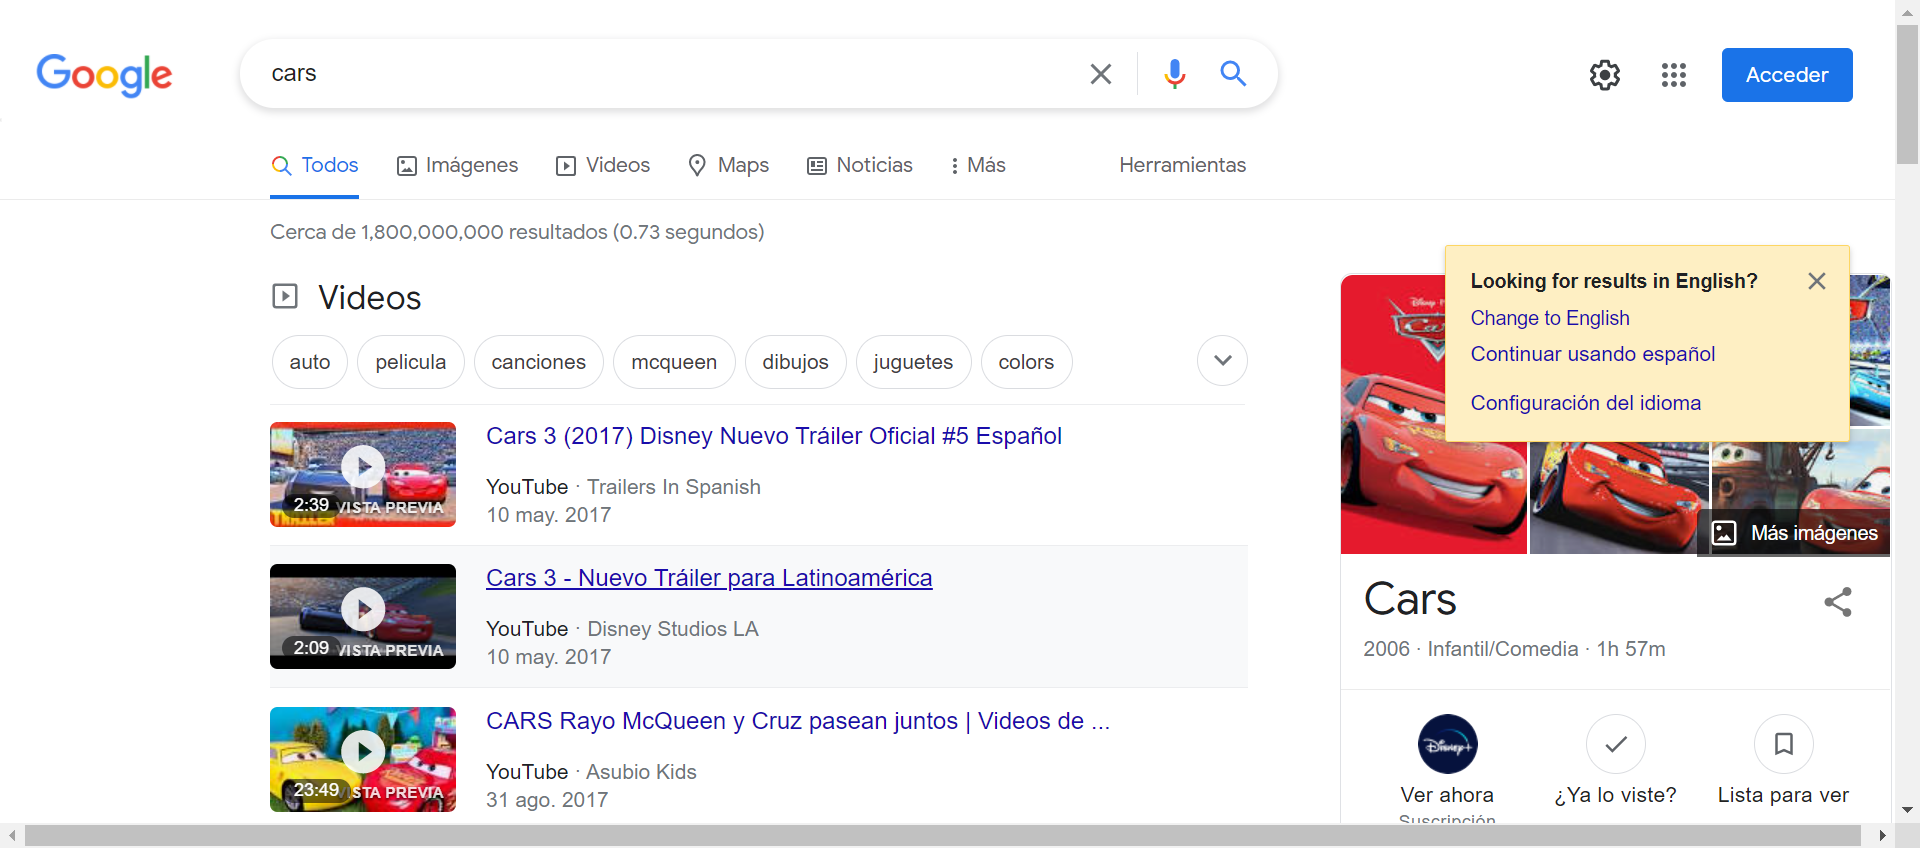 Google
cars
Acceder
Todos
Imágenes
Videos
Maps
Noticias
Más
Herramientas
Cerca de 1,800,000,000 resultados (0.73 segundos)
Videos
auto
pelicula
canciones
mcqueen
dibujos
juguetes
colors
Cars 3 (2017) Disney Nuevo Tráiler Oficial #5 Español
2:39
VISTA PREVIA
YouTube · Trailers In Spanish
10 may. 2017
Cars 3 - Nuevo Tráiler para Latinoamérica
2:09
VISTA PREVIA
YouTube · Disney Studios LA
10 may. 2017
CARS Rayo McQueen y Cruz pasean juntos | Videos de ...
23:49
VISTA PREVIA
YouTube · Asubio Kids
31 ago. 2017
Looking for results in English?
Change to English
Continuar usando español
Configuración del idioma
Más imágenes
Cars
2006 · Infantil/Comedia · 1h 57m
Disney+
Ver ahora
Suscripción
¿Ya lo viste?
Lista para ver